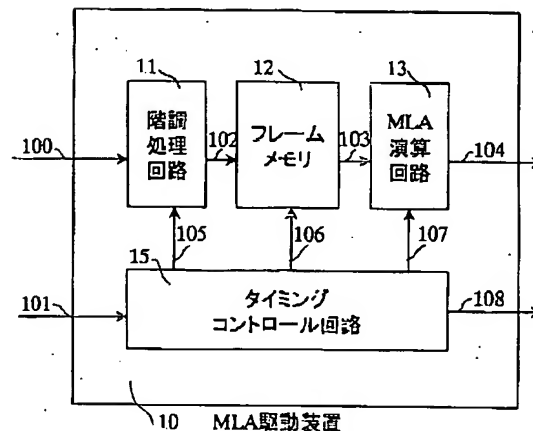 11
階調
処理
回路
12
フレーム
メモリ
13
MLA
演算
回路
100
102
103
104
105
106
107
15
タイミング
コントロール回路
101
108
10
MLA駆動装置